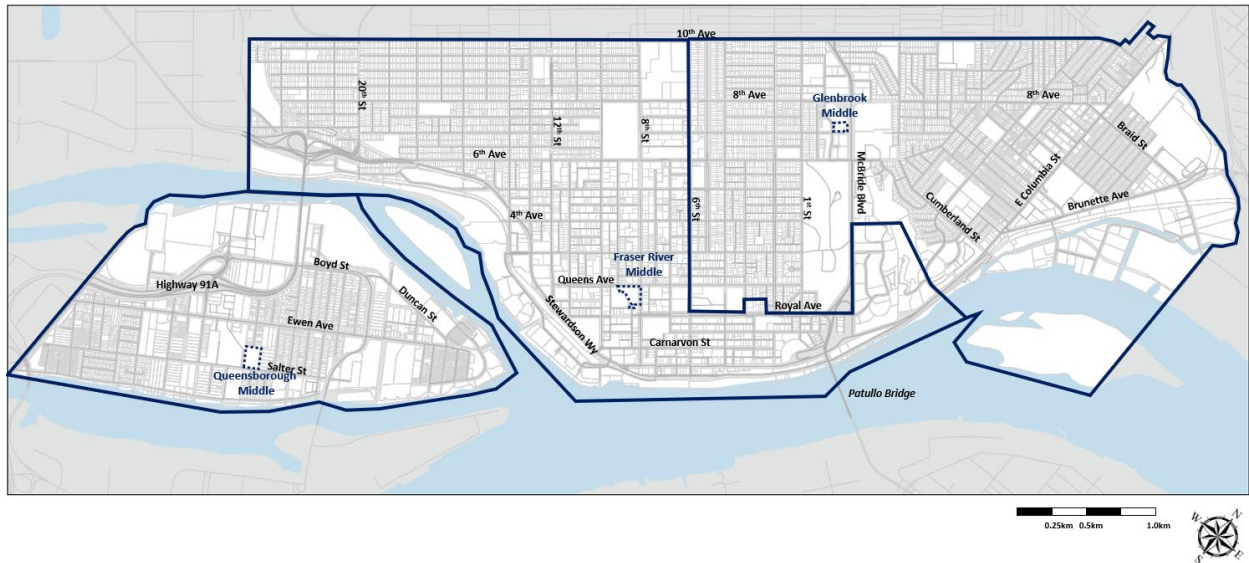 10th Ave
20th St
12th St
8th St
8th Ave
Glenbrook
Middle
8th Ave
Braid St
6th Ave
McBride Blvd
E Columbia St
4th Ave
6th St
1st St
Cumberland St
Brunette Ave
Boyd St
Fraser River
Middle
Highway 91A
Queens Ave
Duncan St
Royal Ave
Ewen Ave
Stewardson Wy
Carnarvon St
Salter St
Queensborough
Middle
Patullo Bridge
0.25km 0.5km 1.0km
W N
S E